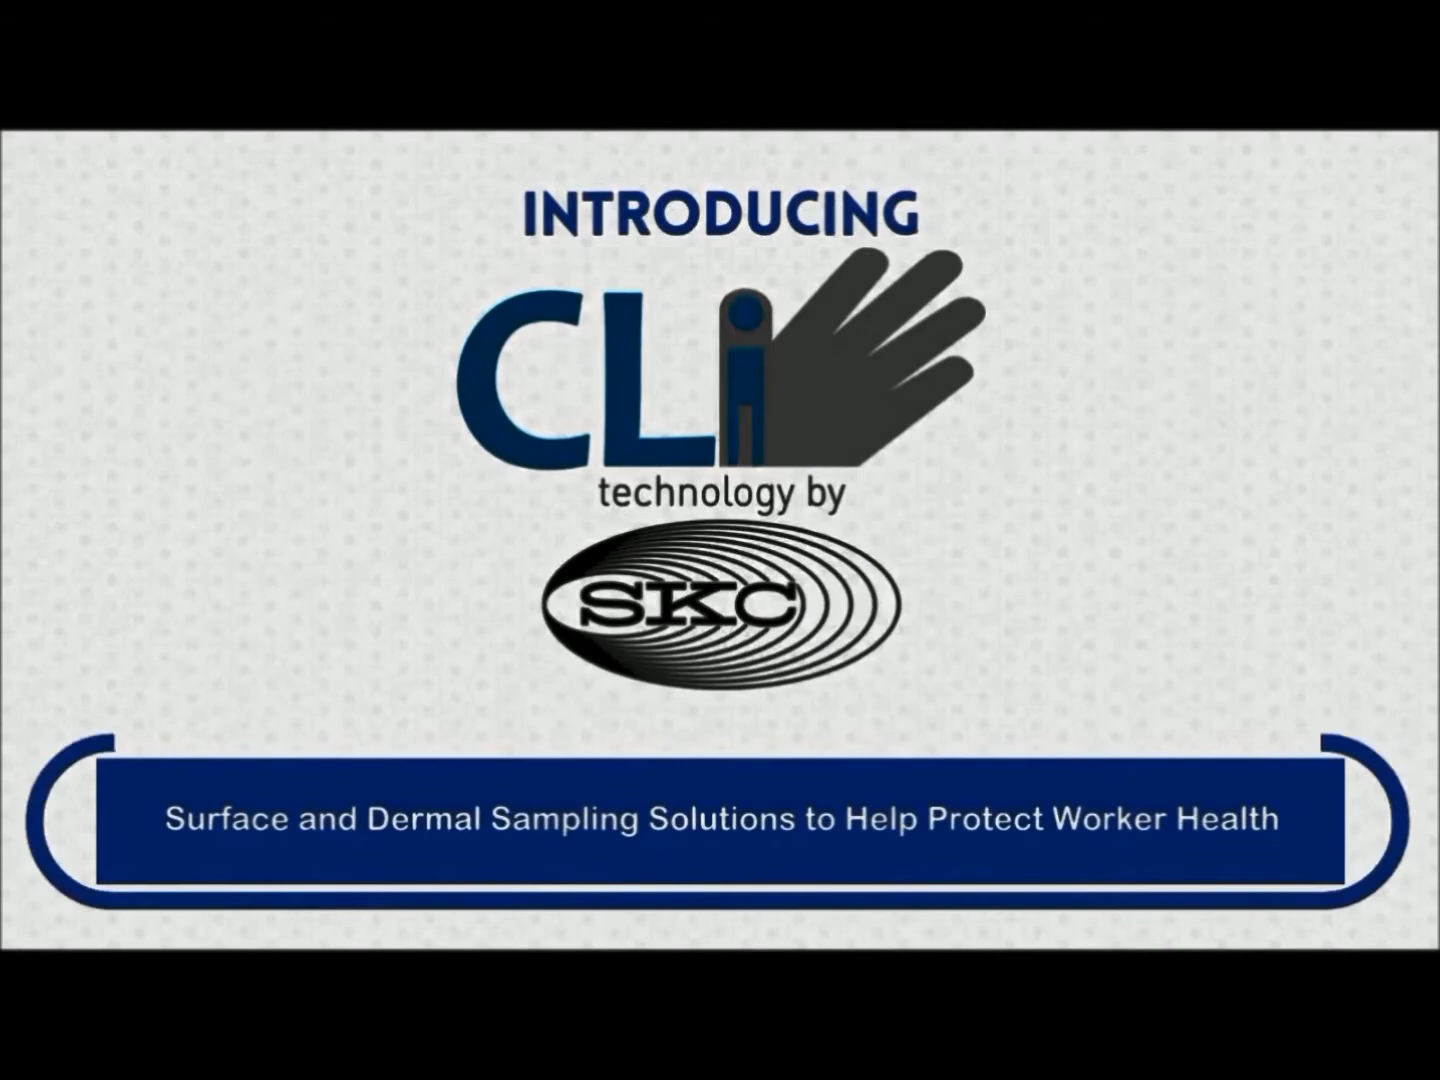 INTRODUCING
CLi
technology by
SKC
Surface and Dermal Sampling Solutions to Help Protect Worker Health